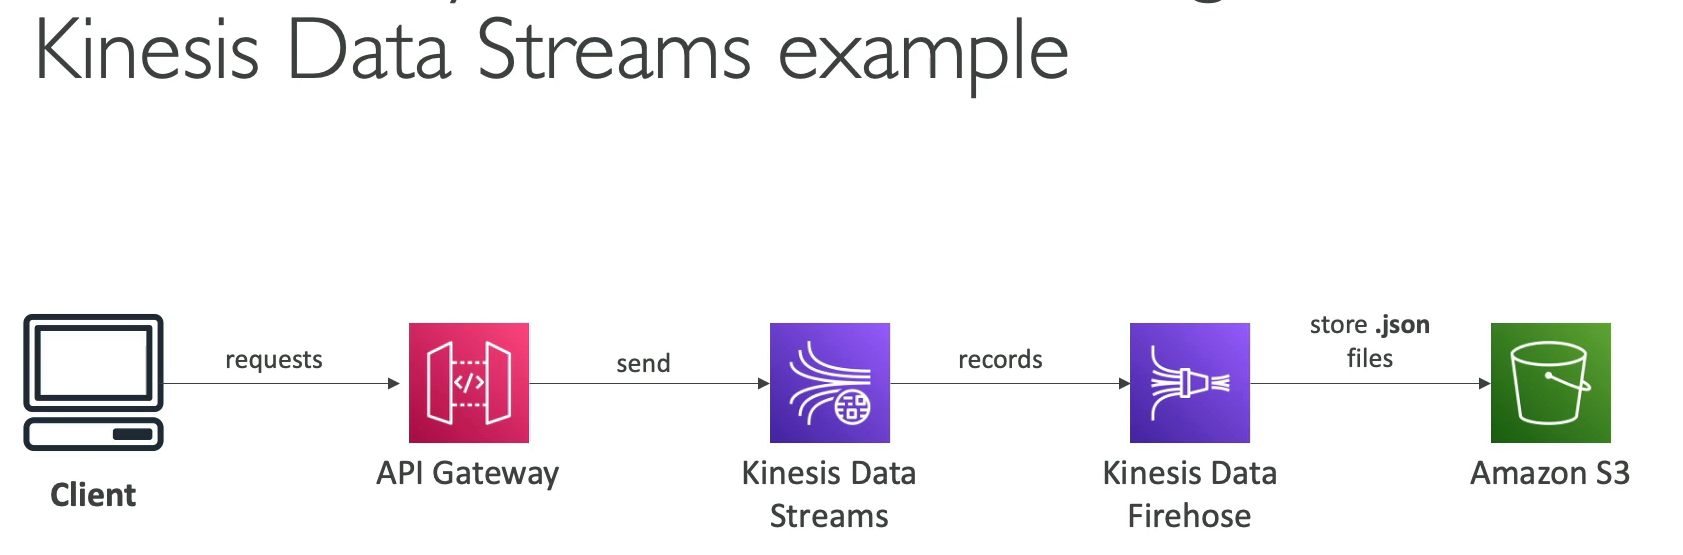 Kinesis Data Streams example
requests
send
records
store .json
files
Client
API Gateway
Kinesis Data
Streams
Kinesis Data
Firehose
Amazon S3